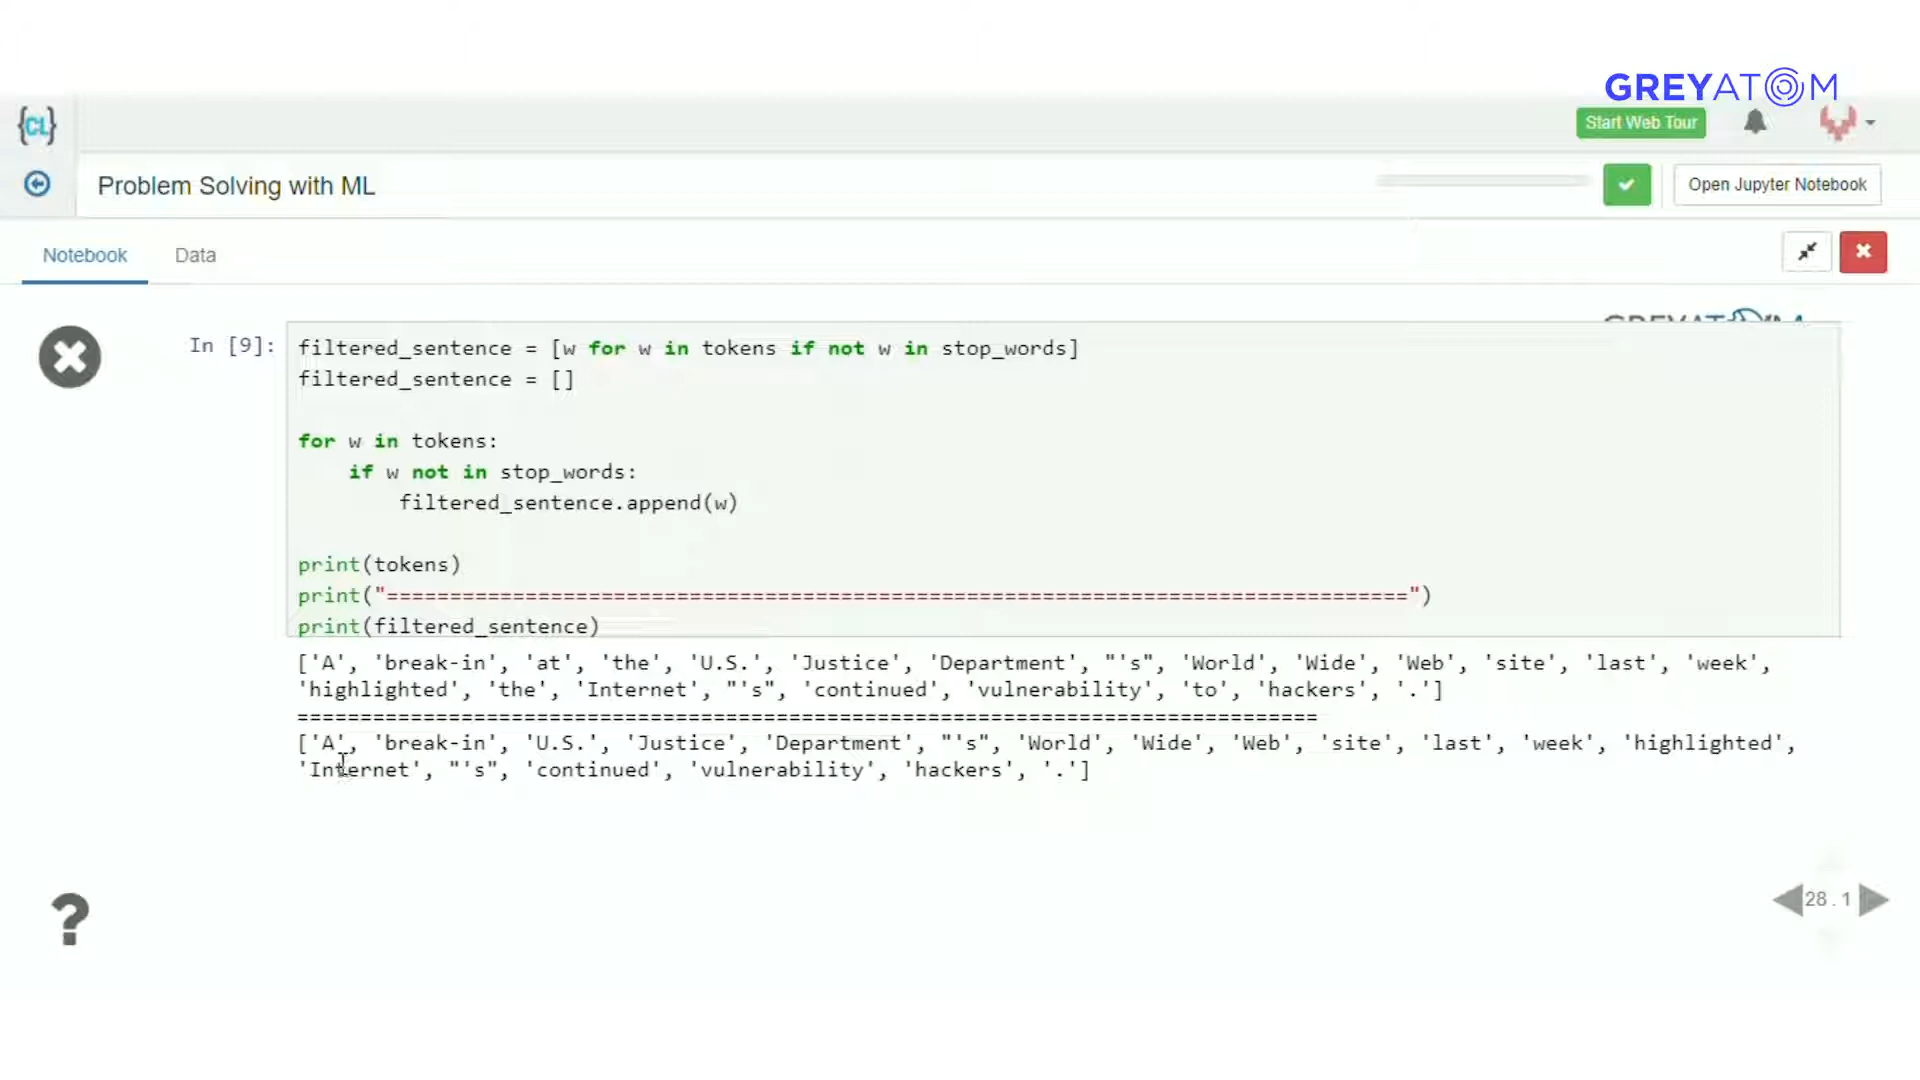 GREYATOM
{CL}
Start Web Tour
Problem Solving with ML
Open Jupyter Notebook
Notebook
Data
In [9]:
filtered_sentence = [w for w in tokens if not w in stop_words]
filtered_sentence = []
for w in tokens:
    if w not in stop_words:
        filtered_sentence.append(w)
print(tokens)
print("=================================================================================")
print(filtered_sentence)
['A', 'break-in', 'at', 'the', 'U.S.', 'Justice', 'Department', "'s", 'World', 'Wide', 'Web', 'site', 'last', 'week',
'highlighted', 'the', 'Internet', "'s", 'continued', 'vulnerability', 'to', 'hackers', '.']
=================================================================================
['A', 'break-in', 'U.S.', 'Justice', 'Department', "'s", 'World', 'Wide', 'Web', 'site', 'last', 'week', 'highlighted',
'Internet', "'s", 'continued', 'vulnerability', 'hackers', '.']
?
28.1